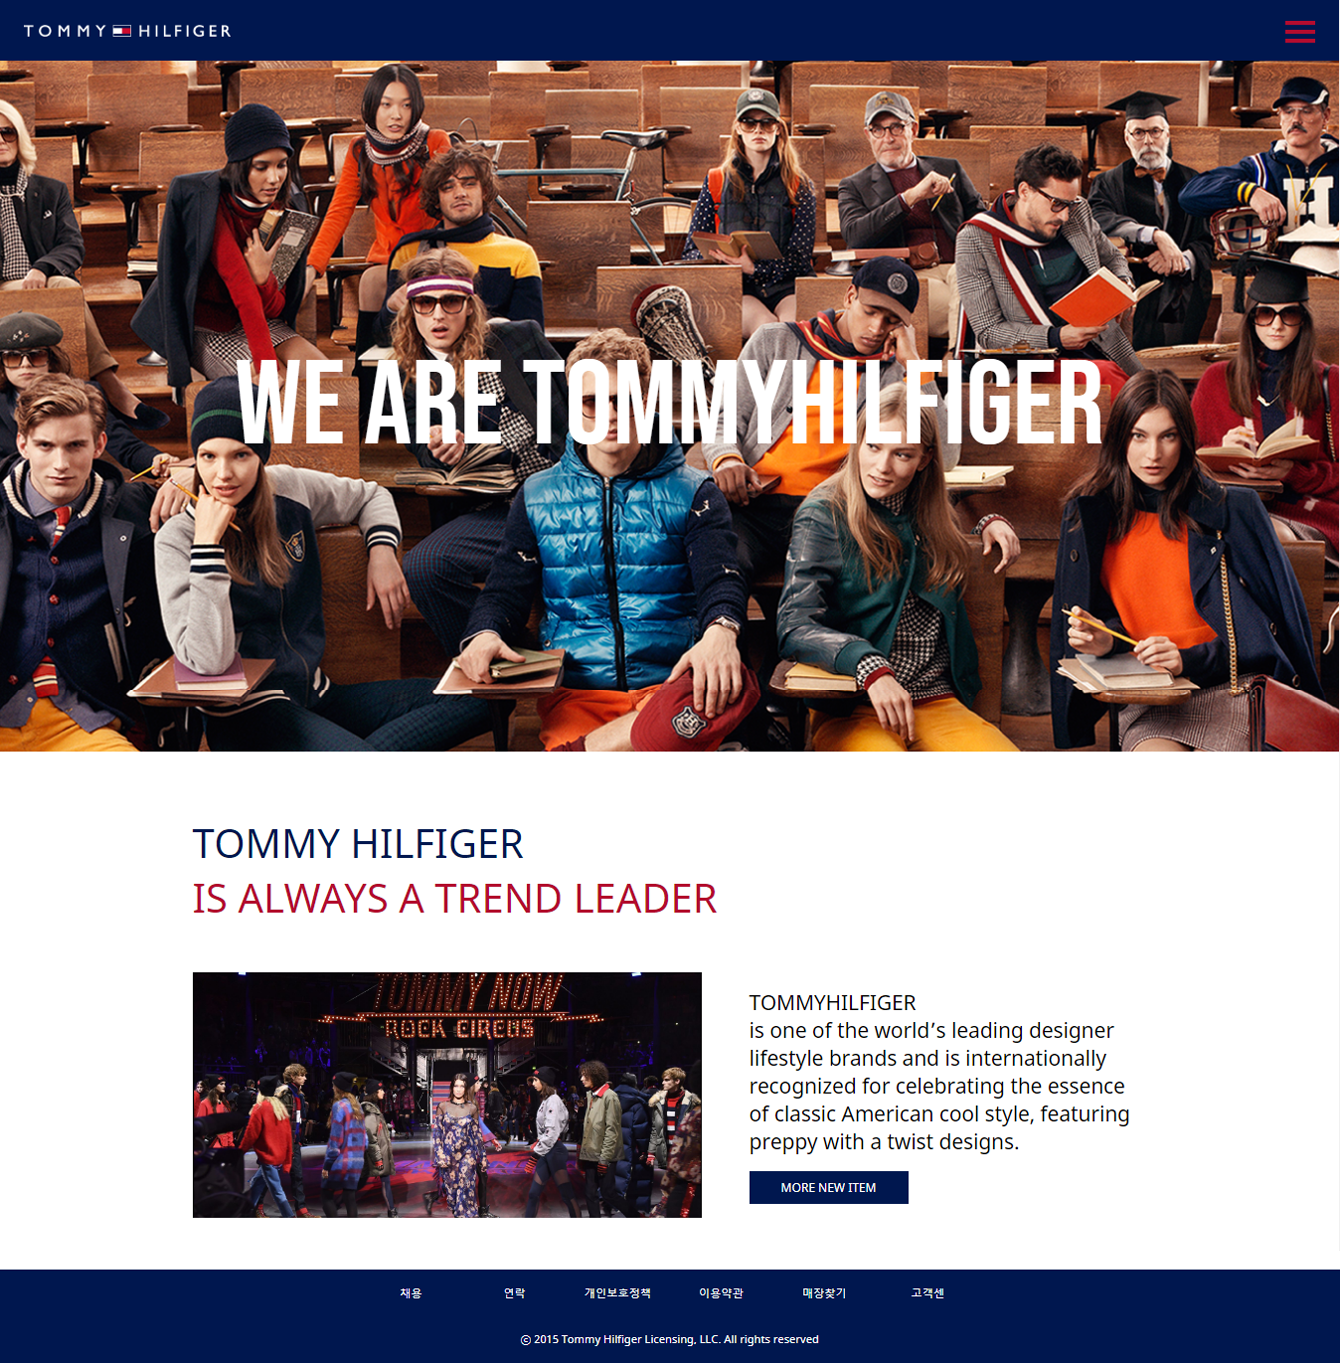 TOMMY HILFIGER
WE ARE TOMMYHILFIGER
H
TOMMY HILFIGER
IS ALWAYS A TREND LEADER
TOMMY NOW
ROCK CIRCUS
TOMMYHILFIGER
is one of the world’s leading designer
lifestyle brands and is internationally
recognized for celebrating the essence
of classic American cool style, featuring
preppy with a twist designs.
MORE NEW ITEM
채용 연락 개인보호정책 이용약관 매장찾기 고객센
© 2015 Tommy Hilfiger Licensing, LLC. All rights reserved